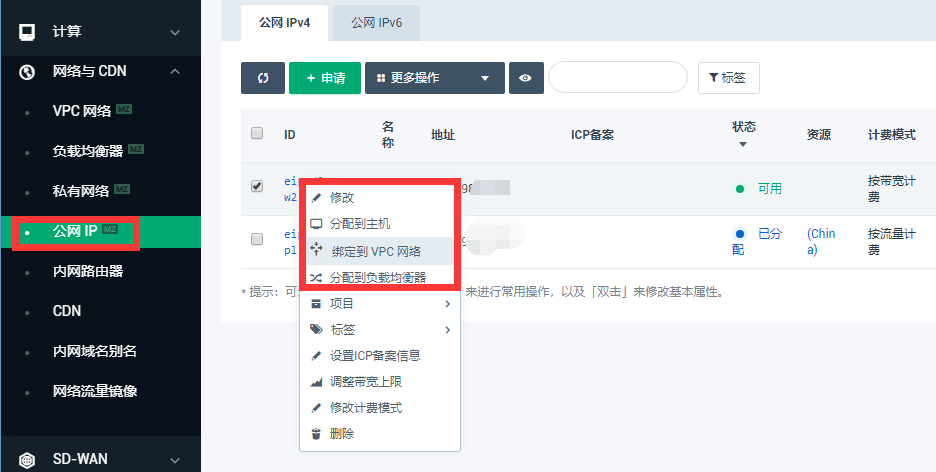 计算
网络与 CDN
VPC 网络 MZ
负载均衡器 MZ
私有网络 MZ
公网 IP MZ
内网路由器
CDN
内网域名别名
网络流量镜像
SD-WAN
公网 IPv4
公网 IPv6
+ 申请
更多操作
标签
ID
名称
地址
ICP备案
状态
资源
计费模式
可用
按带宽计费
已分配
(China)
按流量计费
修改
分配到主机
绑定到 VPC 网络
分配到负载均衡器
项目
标签
设置ICP备案信息
调整带宽上限
修改计费模式
删除
* 提示：可
来进行常用操作，以及「双击」来修改基本属性。